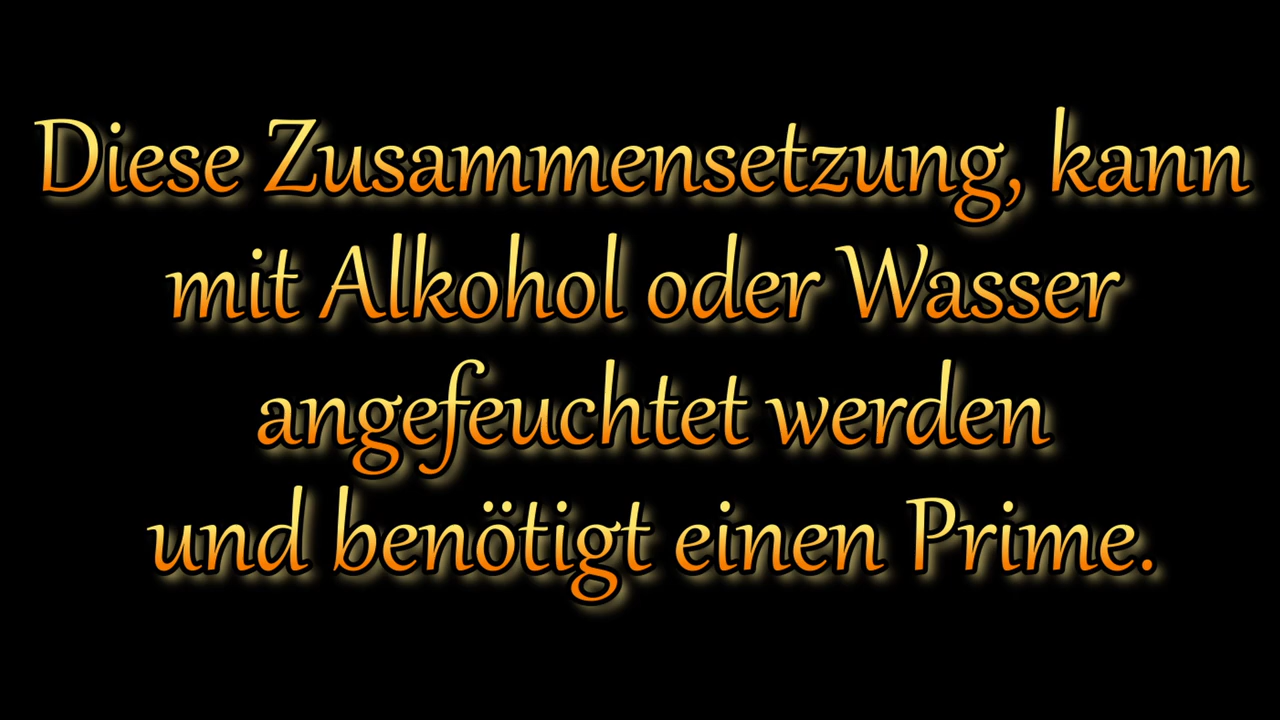 Diese Zusammensetzung, kann
mit Alkohol oder Wasser
angefeuchtet werden
und benötigt einen Prime.